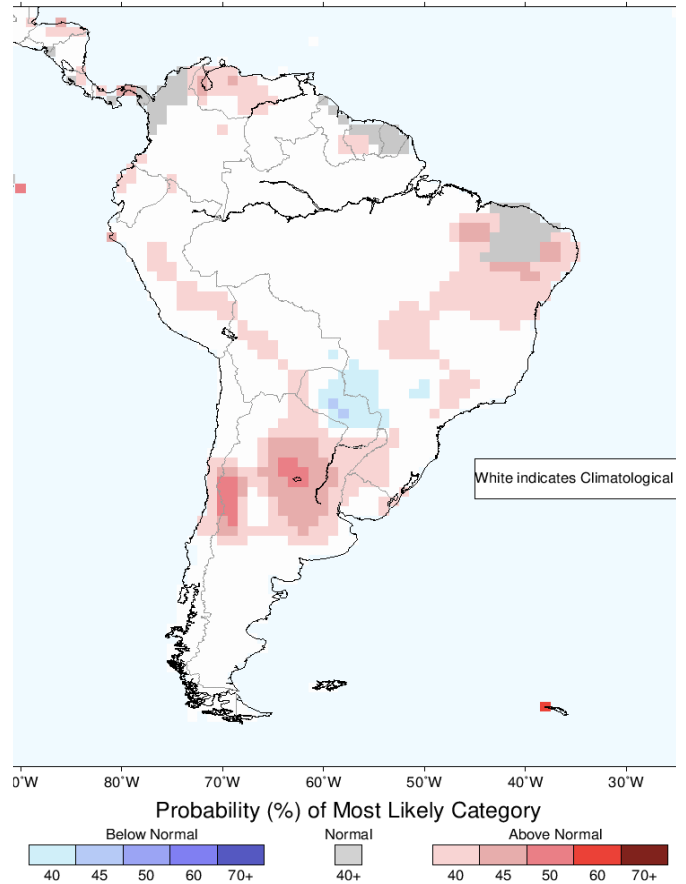 White indicates Climatological
0˚W 80˚W 70˚W 60˚W 50˚W 40˚W 30˚W
Probability (%) of Most Likely Category
Below Normal Normal Above Normal
40 45 50 60 70+ 40+ 40 45 50 60 70+